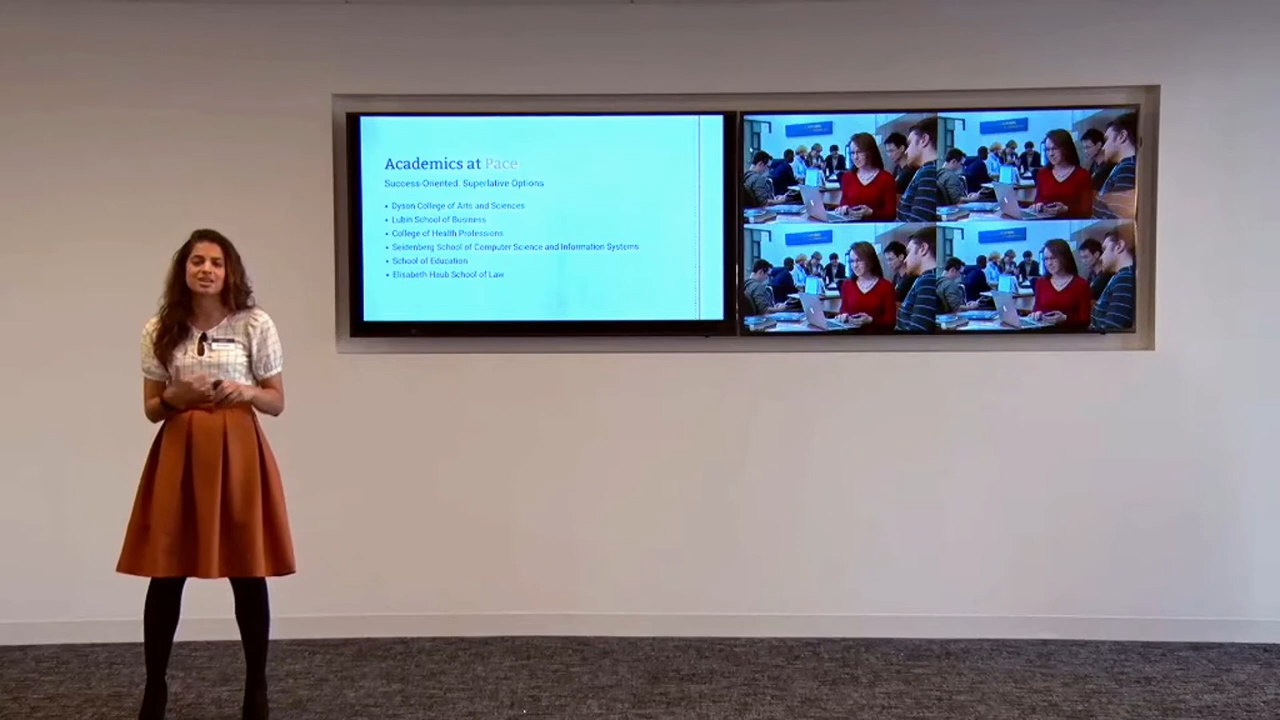 Academics at Pace
Success-Oriented. Superlative Options
• Dyson College of Arts and Sciences
• Lubin School of Business
• College of Health Professions
• Seidenberg School of Computer Science and Information Systems
• School of Education
• Elisabeth Haub School of Law